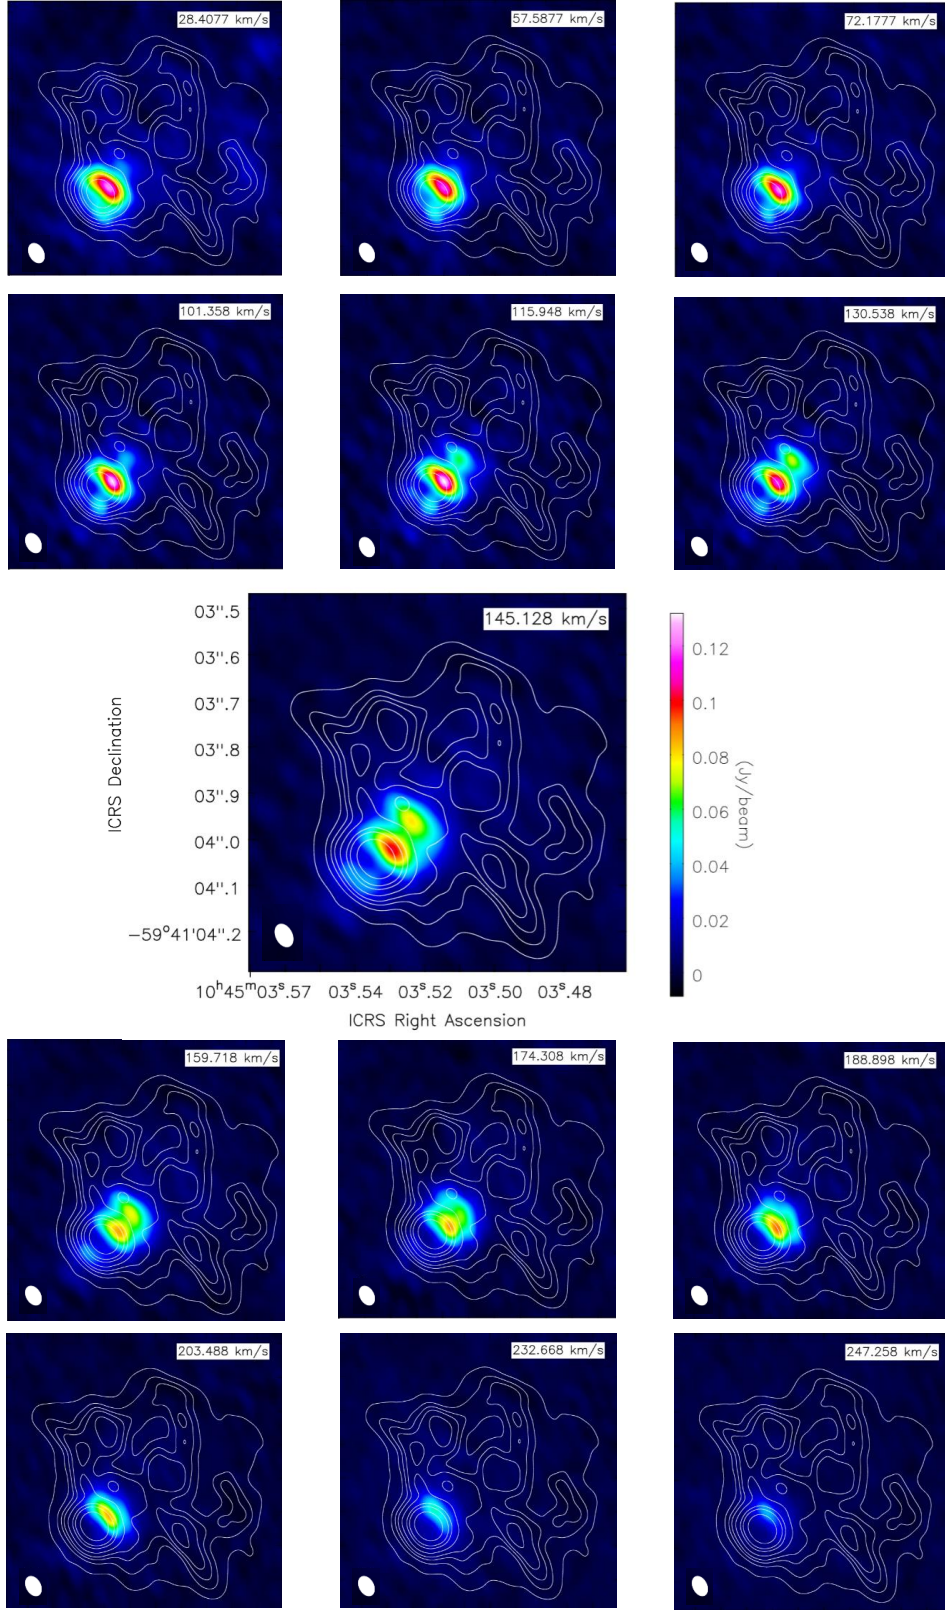 28.4077 km/s
57.5877 km/s
72.1777 km/s
101.358 km/s
115.948 km/s
130.538 km/s
145.128 km/s
03".5
03".6
03".7
03".8
03".9
04".0
04".1
−59°41'04".2
ICRS Declination
10ʰ45ᵐ03ˢ.57 03ˢ.54 03ˢ.52 03ˢ.50 03ˢ.48
ICRS Right Ascension
0.12
0.1
0.08
0.06
0.04
0.02
0
(Jy/beam)
159.718 km/s
174.308 km/s
188.898 km/s
203.488 km/s
232.668 km/s
247.258 km/s